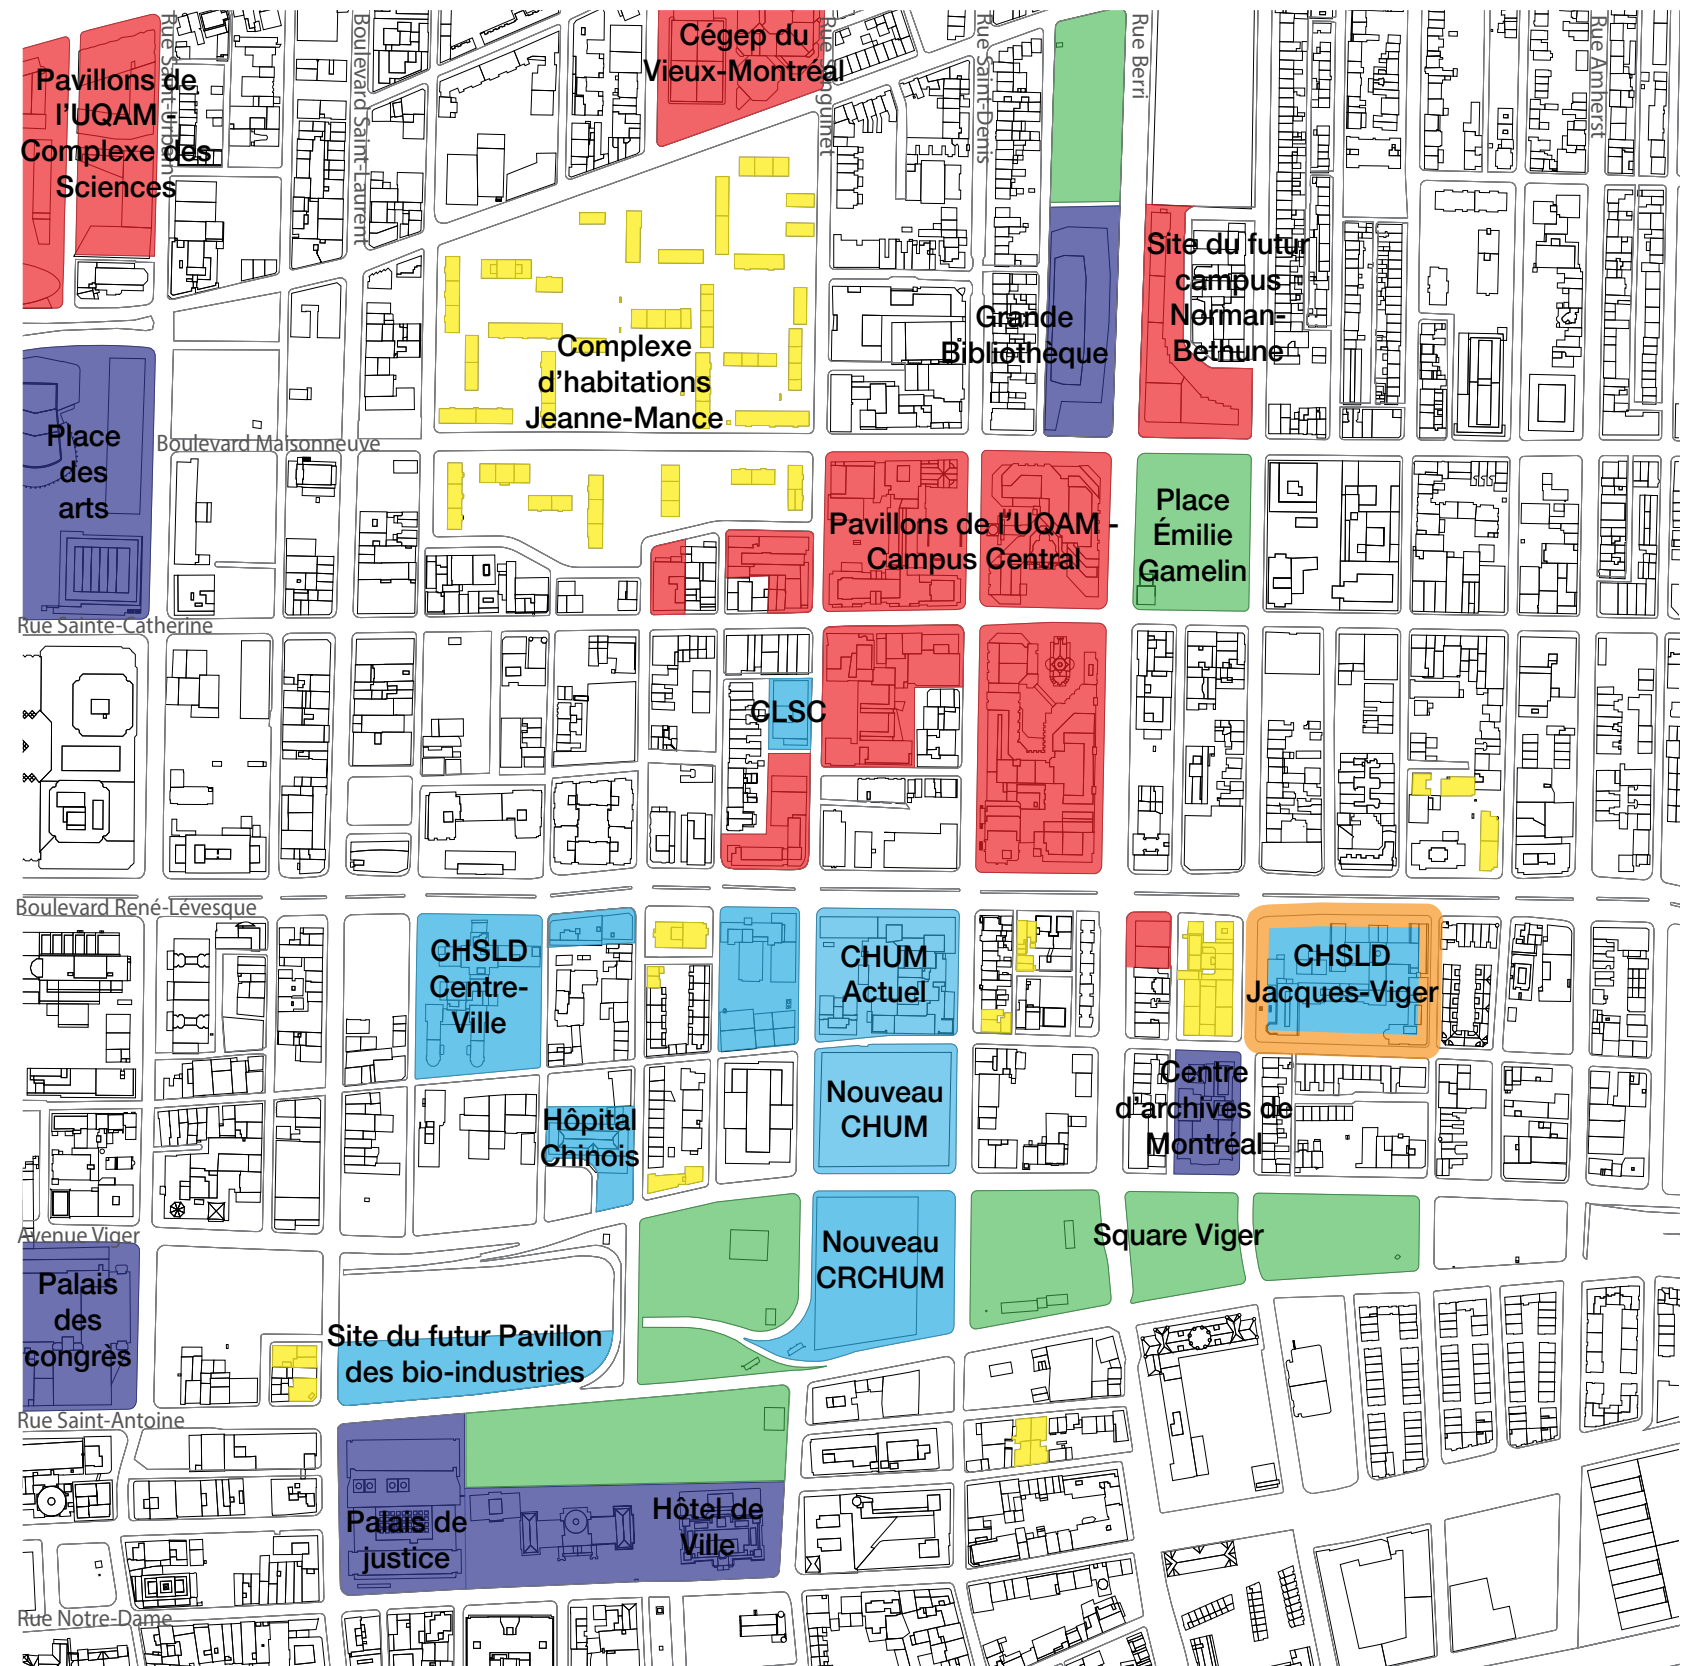 Rue Saint-Urbain
Boulevard Saint-Laurent
Rue Sanguinet
Rue Saint-Denis
Rue Berri
Rue Amherst
Cégep du
Vieux-Montréal
Pavillons de
l'UQAM -
Complexe des
Sciences
Site du futur
campus
Norman-
Bethune
Grande
Bibliothèque
Complexe
d'habitations
Jeanne-Mance
Place
des
arts
Boulevard Maisonneuve
Pavillons de l'UQAM -
Campus Central
Place
Émilie
Gamelin
Rue Sainte-Catherine
CLSC
Boulevard René-Lévesque
CHSLD
Centre-
Ville
CHUM
Actuel
CHSLD
Jacques-Viger
Nouveau
CHUM
Hôpital
Chinois
Centre
d'archives de
Montréal
Avenue Viger
Square Viger
Nouveau
CRCHUM
Palais
des
congrès
Site du futur Pavillon
des bio-industries
Rue Saint-Antoine
Palais de
justice
Hôtel de
Ville
Rue Notre-Dame